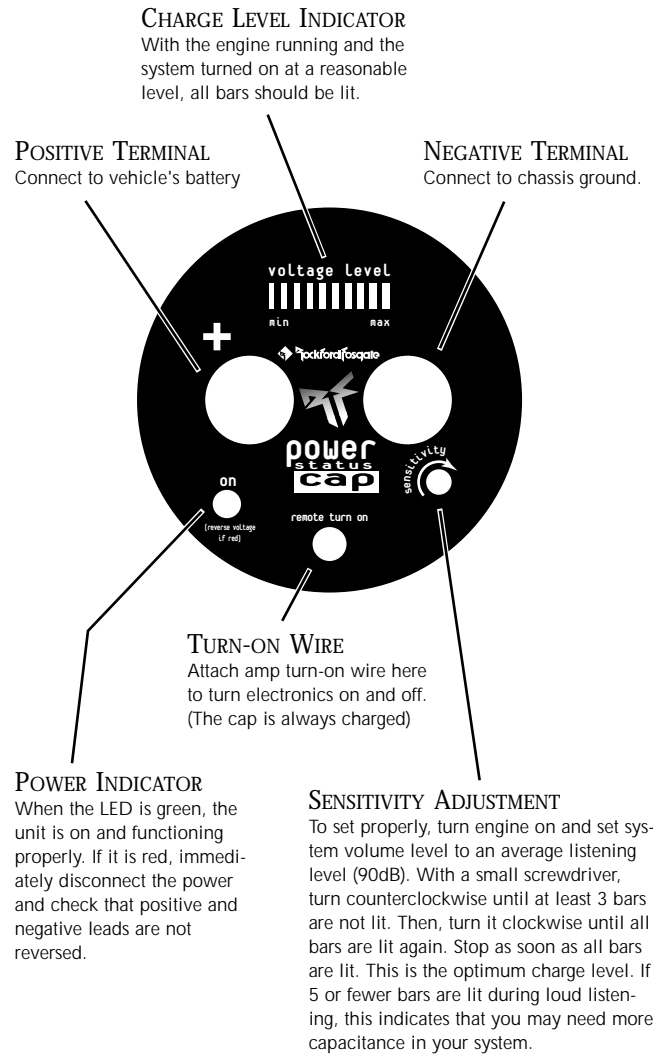 CHARGE LEVEL INDICATOR
With the engine running and the
system turned on at a reasonable
level, all bars should be lit.
POSITIVE TERMINAL
Connect to vehicle's battery
NEGATIVE TERMINAL
Connect to chassis ground.
voltage level
min max
+
Rockford Fosgate
power
status
cap
sensitivity
on
(reverse voltage
if red)
remote turn on
TURN-ON WIRE
Attach amp turn-on wire here
to turn electronics on and off.
(The cap is always charged)
POWER INDICATOR
When the LED is green, the
unit is on and functioning
properly. If it is red, immedi-
ately disconnect the power
and check that positive and
negative leads are not
reversed.
SENSITIVITY ADJUSTMENT
To set properly, turn engine on and set sys-
tem volume level to an average listening
level (90dB). With a small screwdriver,
turn counterclockwise until at least 3 bars
are not lit. Then, turn it clockwise until all
bars are lit again. Stop as soon as all bars
are lit. This is the optimum charge level. If
5 or fewer bars are lit during loud listen-
ing, this indicates that you may need more
capacitance in your system.